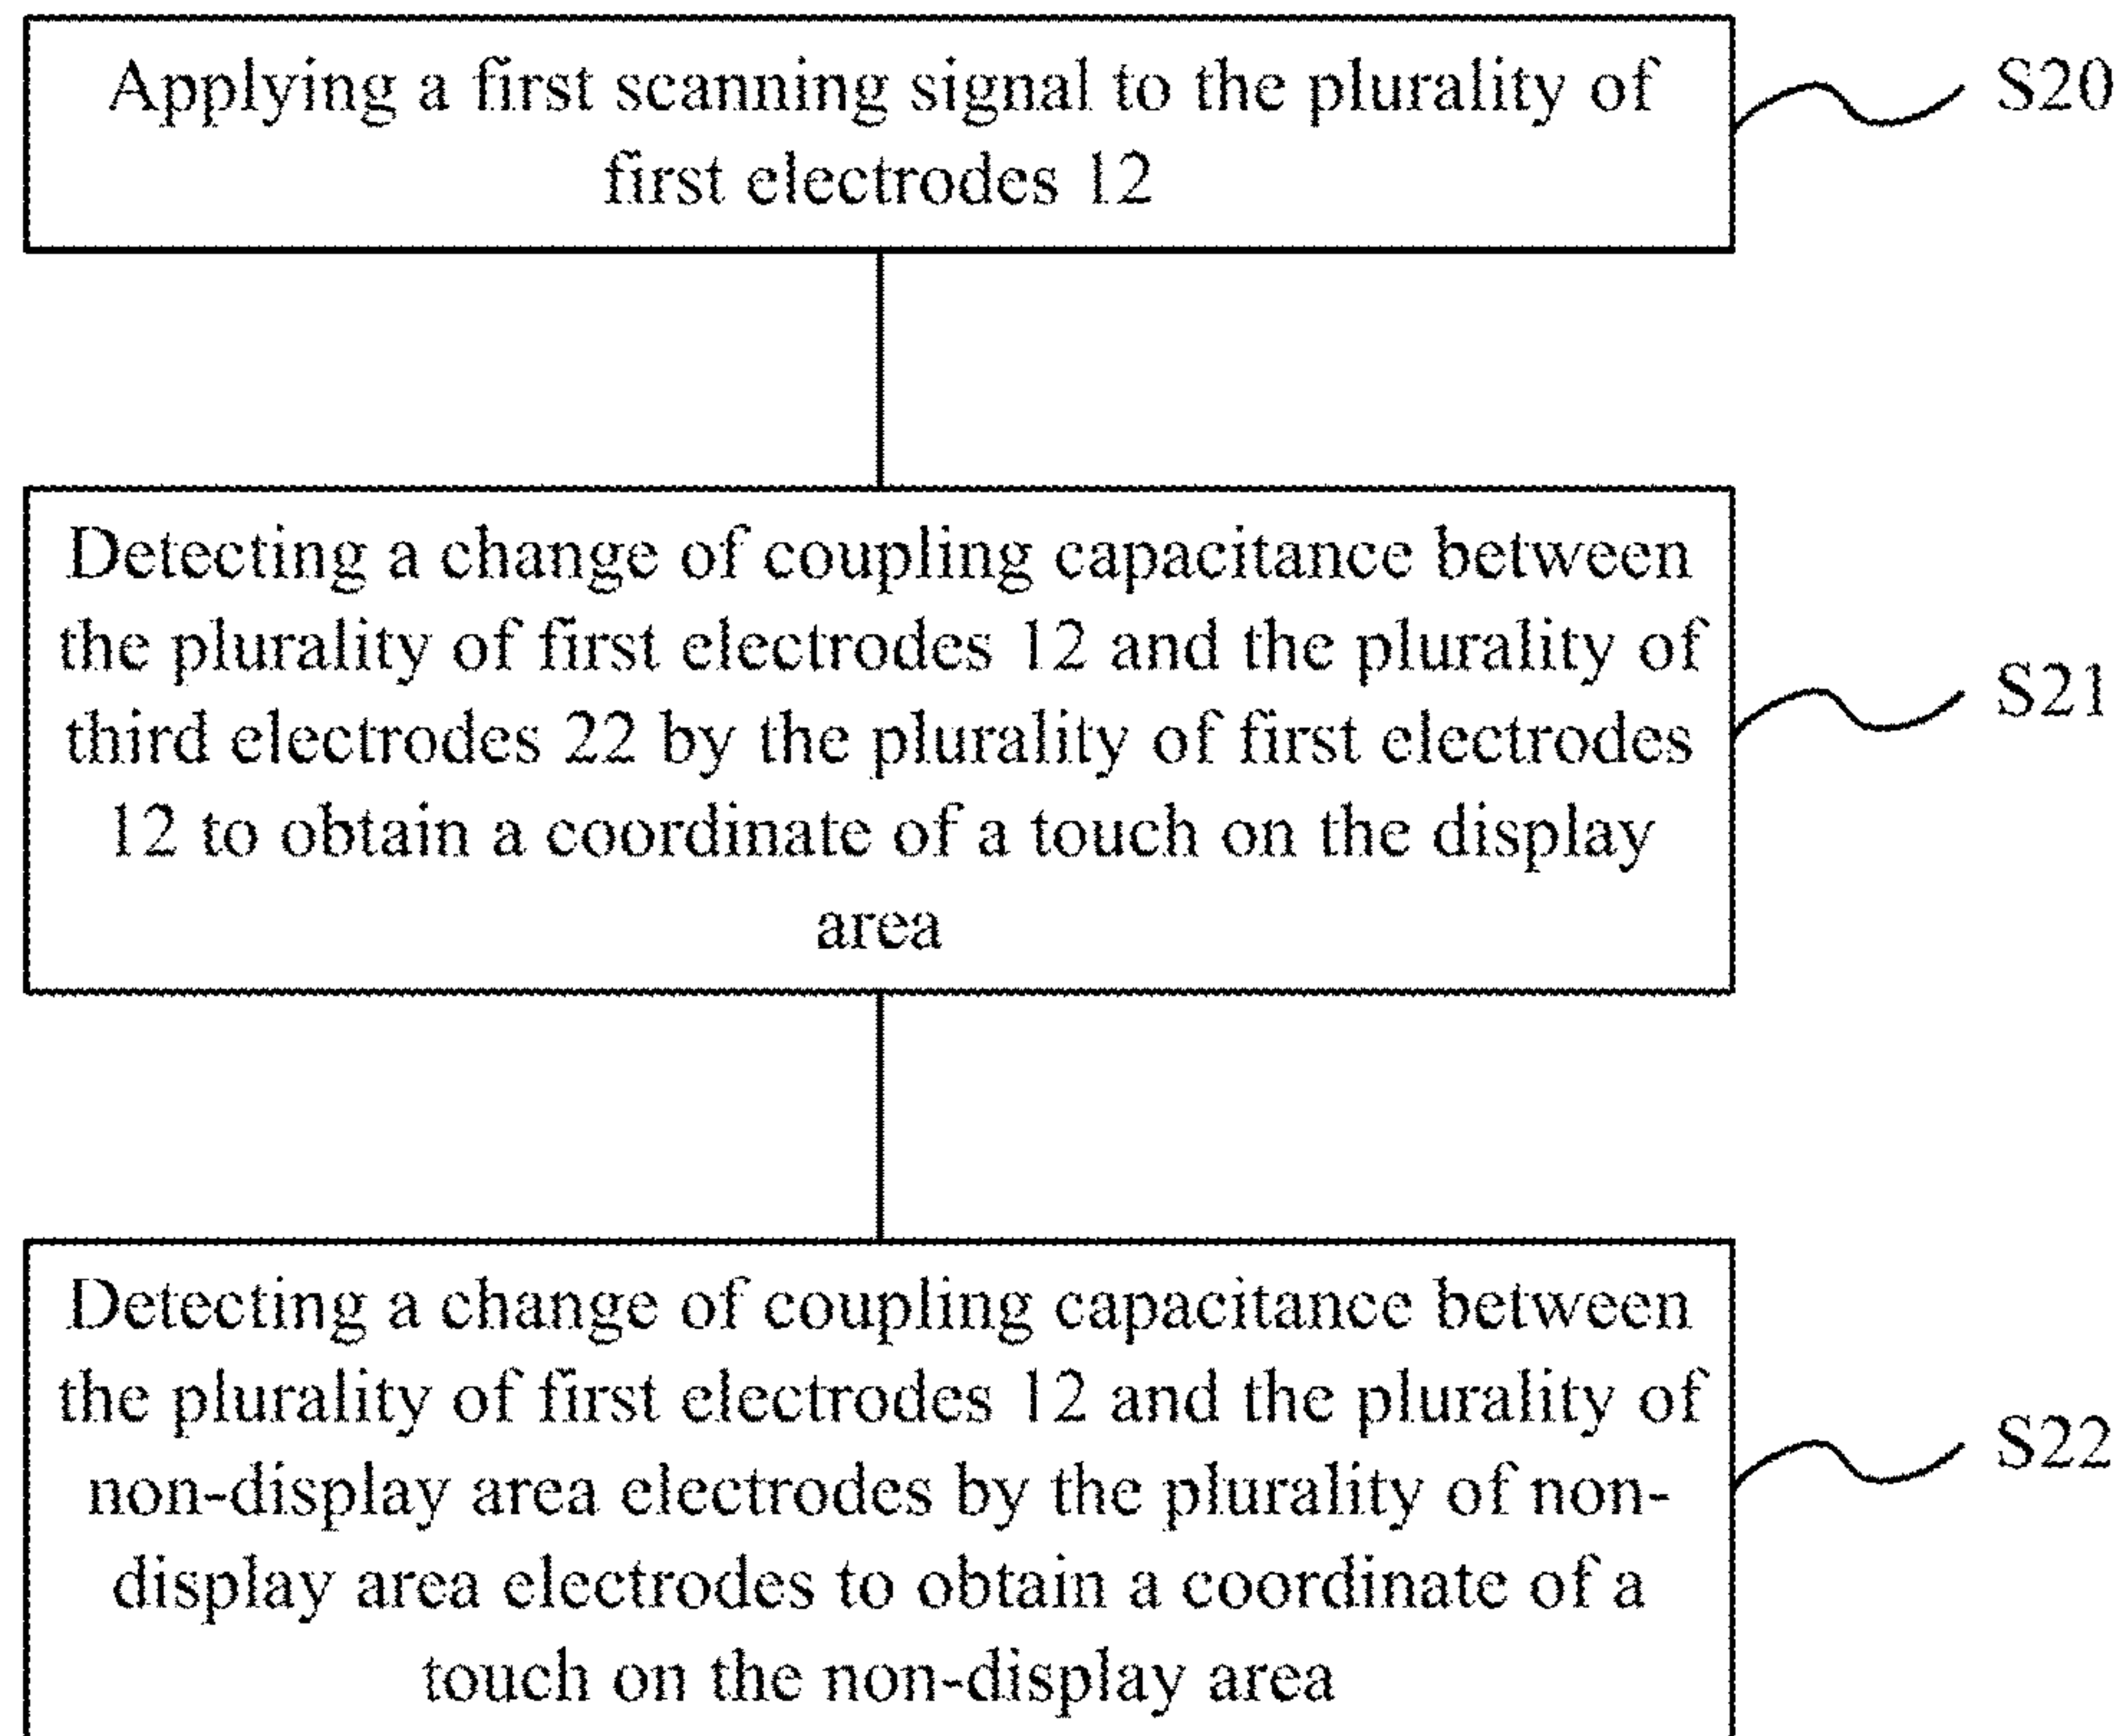 Applying a first scanning signal to the plurality of
first electrodes 12
S20
Detecting a change of coupling capacitance between
the plurality of first electrodes 12 and the plurality of
third electrodes 22 by the plurality of first electrodes
12 to obtain a coordinate of a touch on the display
area
S21
Detecting a change of coupling capacitance between
the plurality of first electrodes 12 and the plurality of
non-display area electrodes by the plurality of non-
display area electrodes to obtain a coordinate of a
touch on the non-display area
S22